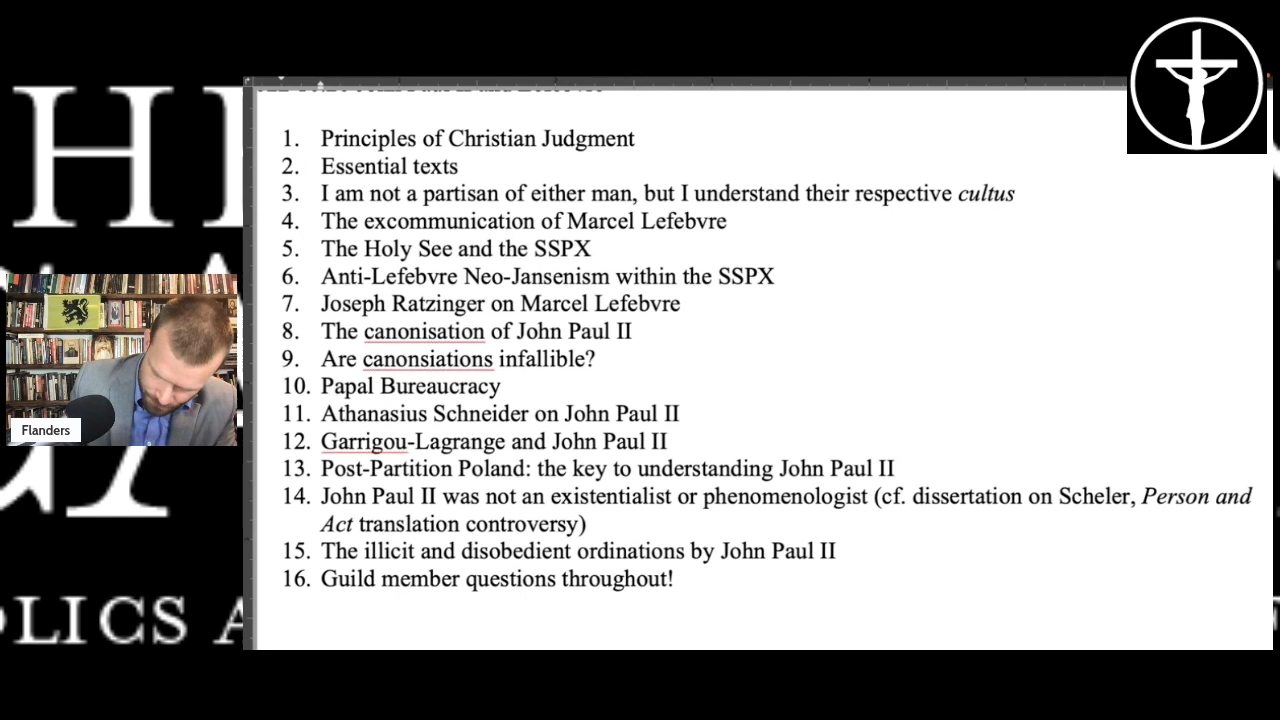 1. Principles of Christian Judgment
2. Essential texts
3. I am not a partisan of either man, but I understand their respective cultus
4. The excommunication of Marcel Lefebvre
5. The Holy See and the SSPX
6. Anti-Lefebvre Neo-Jansenism within the SSPX
7. Joseph Ratzinger on Marcel Lefebvre
8. The canonisation of John Paul II
9. Are canonsiations infallible?
10. Papal Bureaucracy
11. Athanasius Schneider on John Paul II
12. Garrigou-Lagrange and John Paul II
13. Post-Partition Poland: the key to understanding John Paul II
14. John Paul II was not an existentialist or phenomenologist (cf. dissertation on Scheler, Person and
Act translation controversy)
15. The illicit and disobedient ordinations by John Paul II
16. Guild member questions throughout!
Flanders